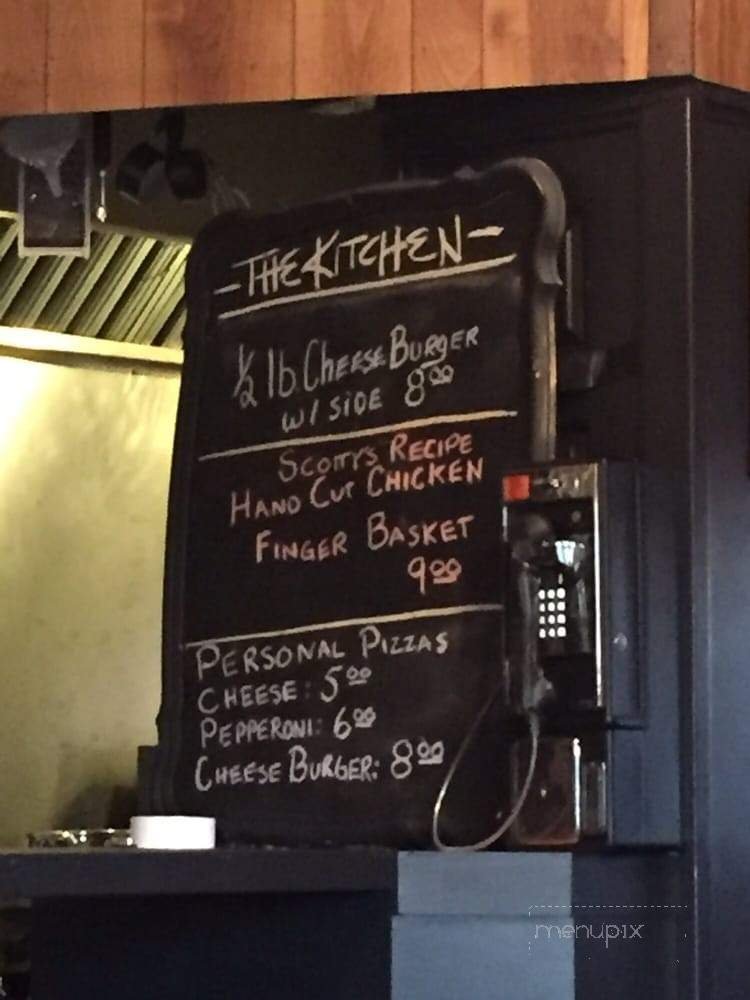 -THE KITCHEN-
½ lb. CHEESE BURGER
W/ SIDE 8⁰⁰
SCOTTY'S RECIPE
HAND CUT CHICKEN
FINGER BASKET
9⁰⁰
PERSONAL PIZZAS
CHEESE: 5⁰⁰
PEPPERONI: 6⁰⁰
CHEESE BURGER: 8⁰⁰
menupix